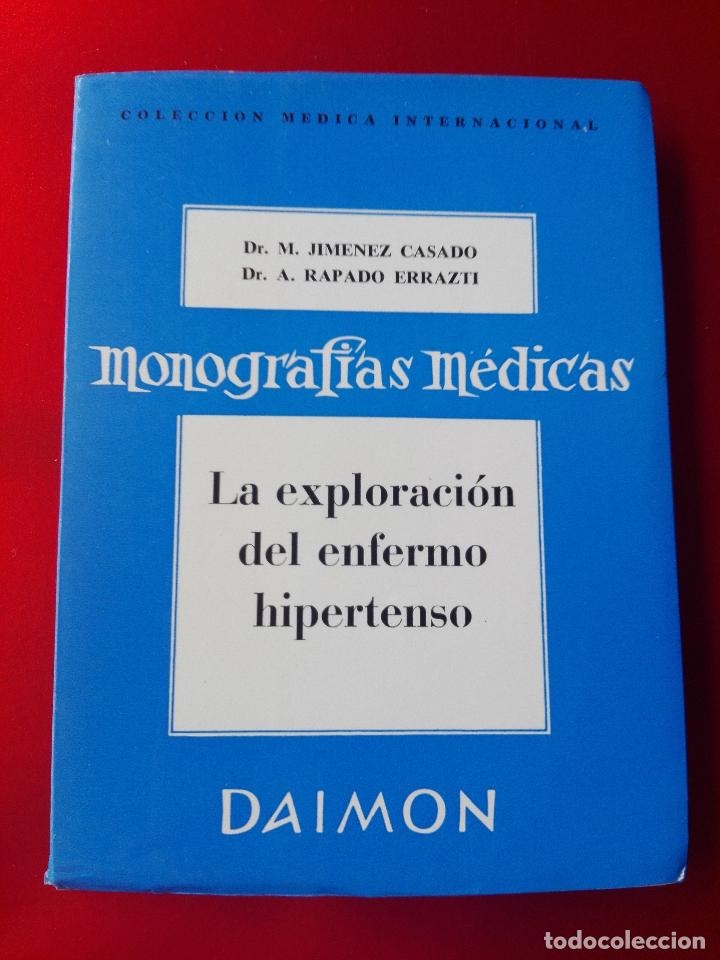 COLECCION MEDICA INTERNACIONAL
Dr. M. JIMENEZ CASADO
Dr. A. RAPADO ERRAZTI
Monografías Médicas
La exploración
del enfermo
hipertenso
DAIMON
todocoleccion